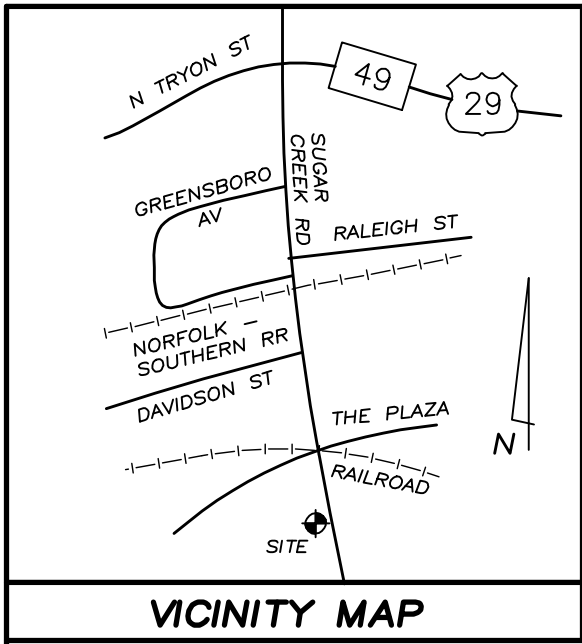 N TRYON ST
49
29
SUGAR
CREEK RD
GREENSBORO
AV
RALEIGH ST
NORFOLK –
SOUTHERN RR
DAVIDSON ST
THE PLAZA
N
RAILROAD
SITE
VICINITY MAP